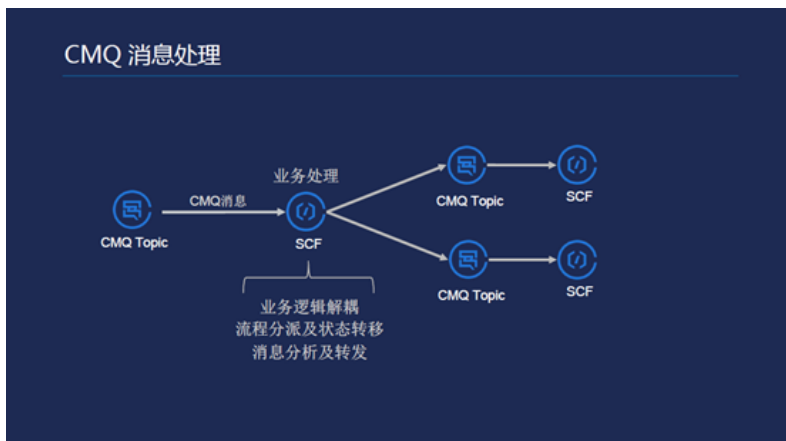 CMQ 消息处理
业务处理
CMQ消息
CMQ Topic
SCF
CMQ Topic
SCF
CMQ Topic
SCF
业务逻辑解耦
流程分派及状态转移
消息分析及转发